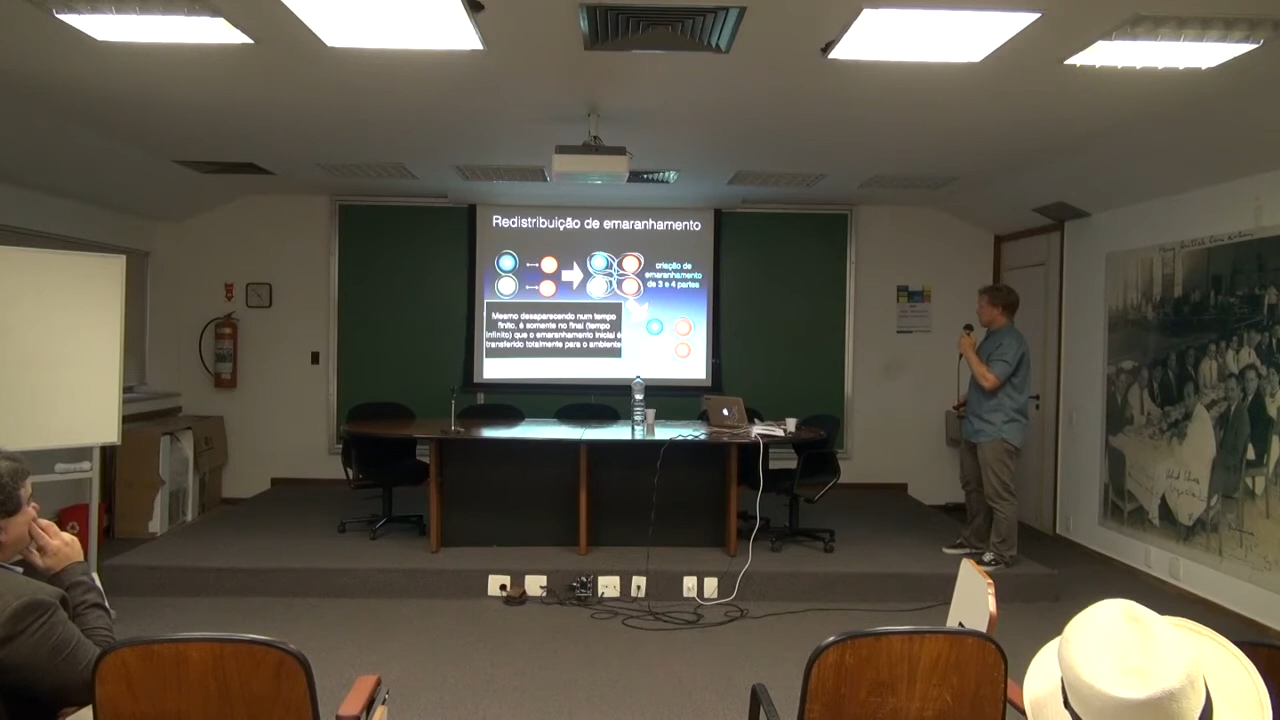 Redistribuição de emaranhamento
criação de
emaranhamento
de 3 e 4 partes
Mesmo desaparecendo num tempo
finito, é somente no final (tempo
infinito) que o emaranhamento inicial é
transferido totalmente para o ambiente